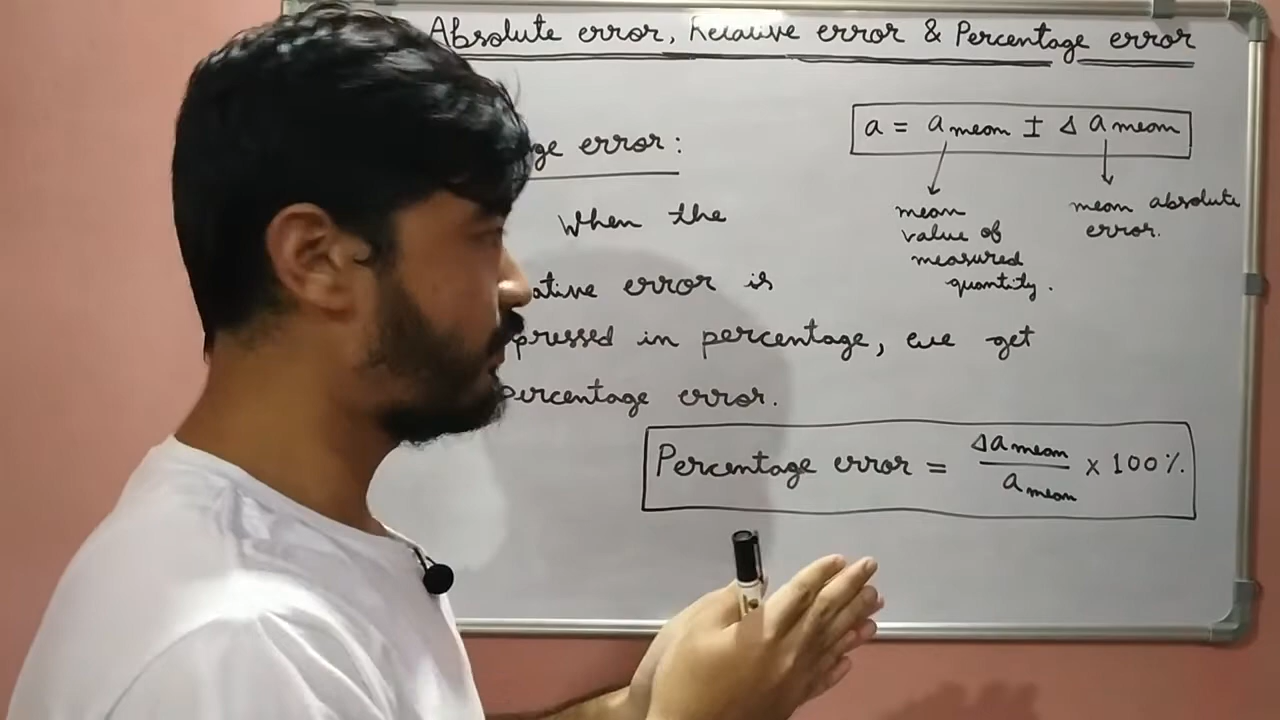 Absolute error, Relative error & Percentage error
ge error:
a = a mean ± Δ a mean
When the
mean
value of
measured
quantity.
mean absolute
error.
ative error is
pressed in percentage, we get
percentage error.
Percentage error = Δa mean / a mean × 100%.